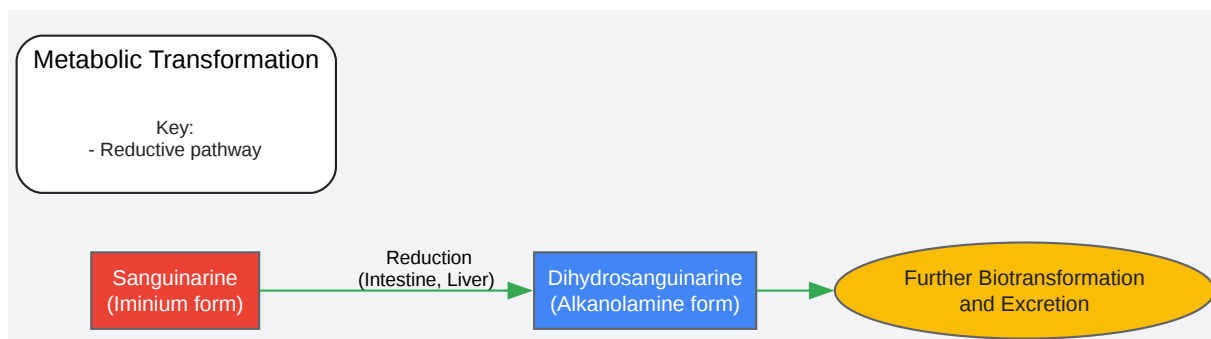 Metabolic Transformation
Key:
- Reductive pathway
Reduction
(Intestine, Liver)
Sanguinarine
(Iminium form)
Dihydrosanguinarine
(Alkanolamine form)
Further Biotransformation
and Excretion